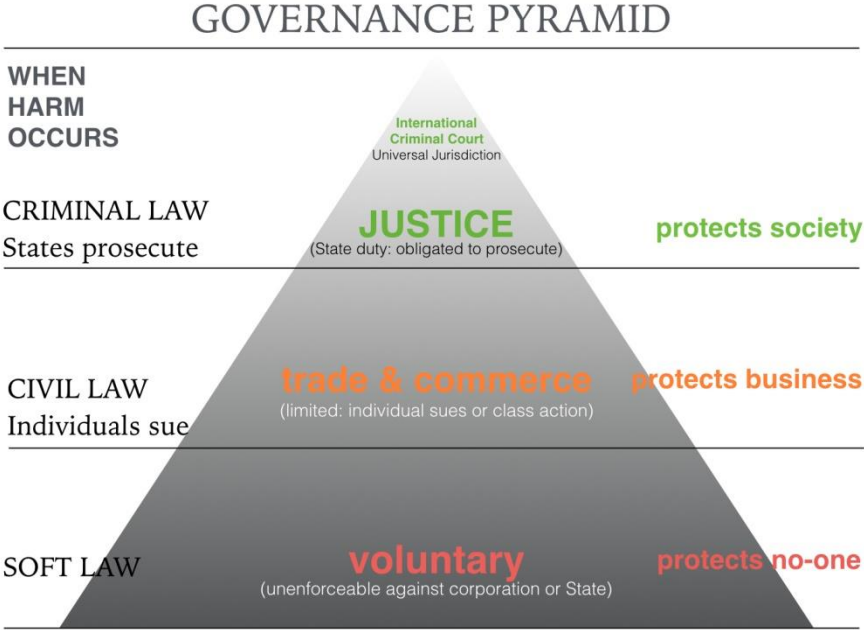 GOVERNANCE PYRAMID
WHEN
HARM
OCCURS
International
Criminal Court
Universal Jurisdiction
CRIMINAL LAW
States prosecute
JUSTICE
(State duty: obligated to prosecute)
protects society
CIVIL LAW
Individuals sue
trade & commerce
(limited: individual sues or class action)
protects business
SOFT LAW
voluntary
(unenforceable against corporation or State)
protects no-one